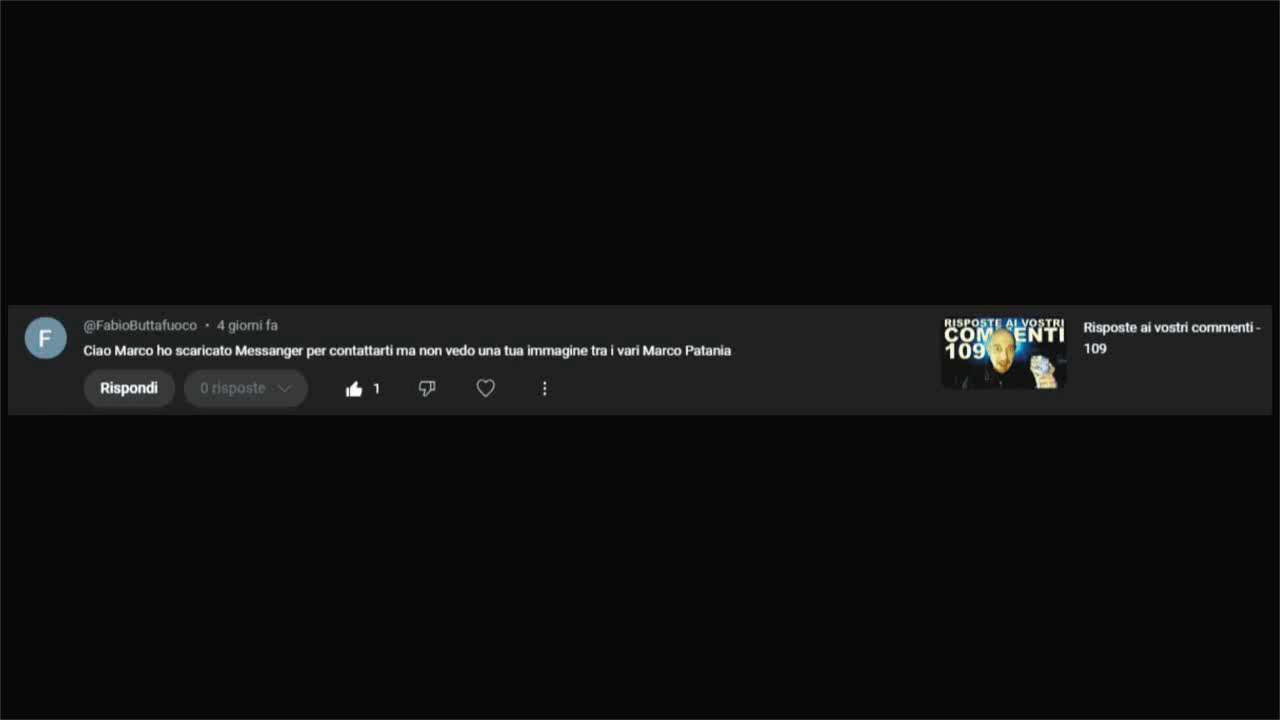 @FabioButtafuoco • 4 giorni fa
Ciao Marco ho scaricato Messanger per contattarti ma non vedo una tua immagine tra i vari Marco Patania
F
Rispondi
0 risposte
1
RISPOSTE AI VOSTRI
COMMENTI
109
Risposte ai vostri commenti -
109